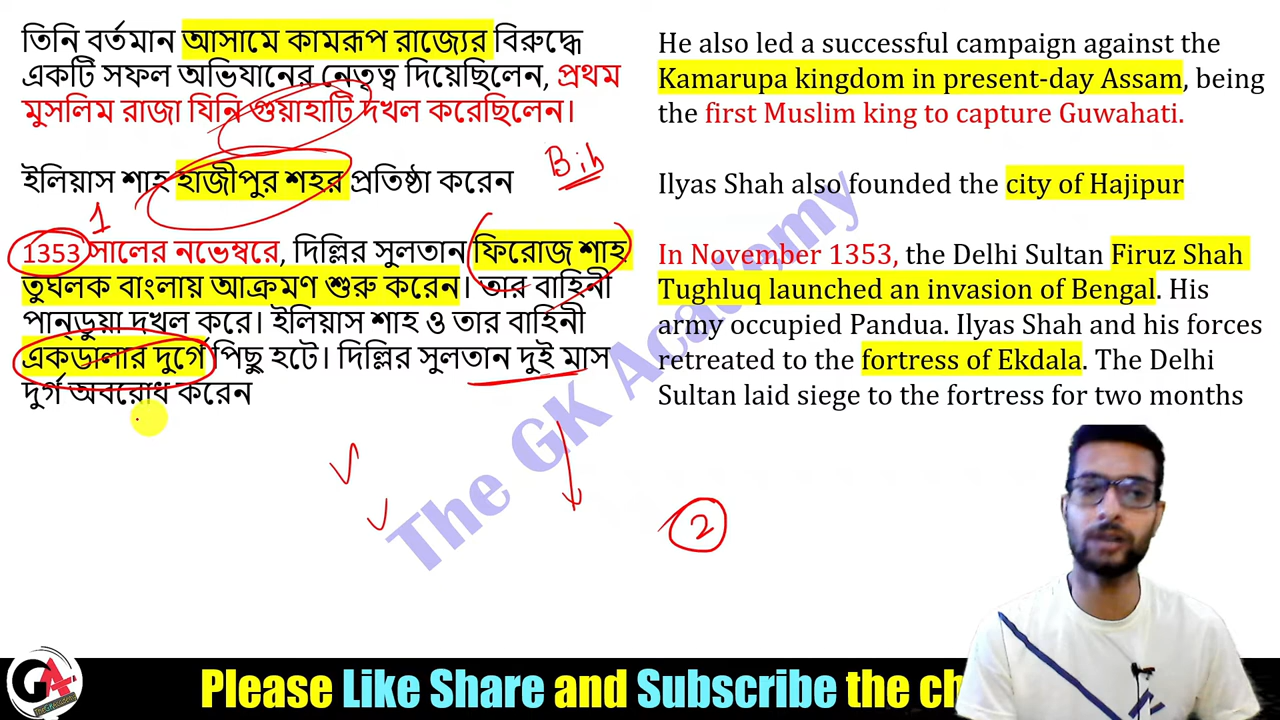 তিনি বর্তমান আসামে কামরূপ রাজ্যের বিরুদ্ধে
একটি সফল অভিযানের নেতৃত্ব দিয়েছিলেন, প্রথম
মুসলিম রাজা যিনি গুয়াহাটি দখল করেছিলেন।
Bih
ইলিয়াস শাহ হাজীপুর শহর প্রতিষ্ঠা করেন
1
1353 সালের নভেম্বরে, দিল্লির সুলতান ফিরোজ শাহ
তুঘলক বাংলায় আক্রমণ শুরু করেন। তার বাহিনী
পান্ডুয়া দখল করে। ইলিয়াস শাহ ও তার বাহিনী
একডালার দুর্গে পিছু হটে। দিল্লির সুলতান দুই মাস
দুর্গ অবরোধ করেন
He also led a successful campaign against the
Kamarupa kingdom in present-day Assam, being
the first Muslim king to capture Guwahati.
Ilyas Shah also founded the city of Hajipur
In November 1353, the Delhi Sultan Firuz Shah
Tughluq launched an invasion of Bengal. His
army occupied Pandua. Ilyas Shah and his forces
retreated to the fortress of Ekdala. The Delhi
Sultan laid siege to the fortress for two months
The GK Academy
2
GA
Please Like Share and Subscribe the ch